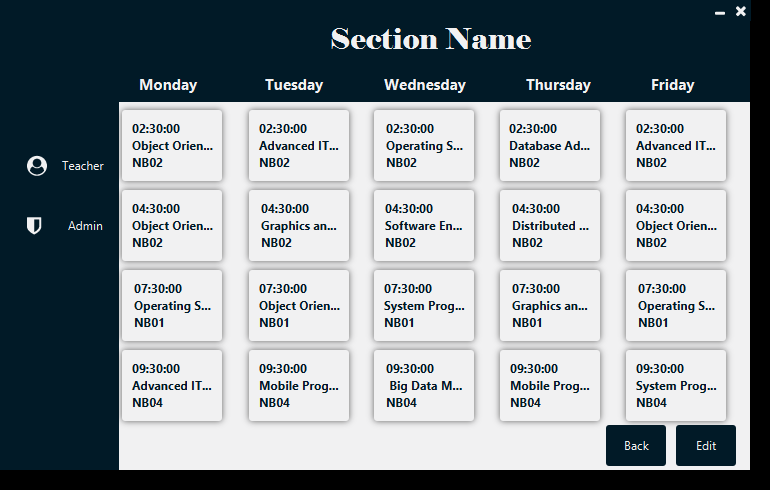 Section Name
Monday Tuesday Wednesday Thursday Friday
Teacher
Admin
02:30:00 02:30:00 02:30:00 02:30:00 02:30:00
Object Orien... Advanced IT... Operating S... Database Ad... Advanced IT...
NB02 NB02 NB02 NB02 NB02
04:30:00 04:30:00 04:30:00 04:30:00 04:30:00
Object Orien... Graphics an... Software En... Distributed ... Object Orien...
NB02 NB02 NB02 NB02 NB02
07:30:00 07:30:00 07:30:00 07:30:00 07:30:00
Operating S... Object Orien... System Prog... Graphics an... Operating S...
NB01 NB01 NB01 NB01 NB01
09:30:00 09:30:00 09:30:00 09:30:00 09:30:00
Advanced IT... Mobile Prog... Big Data M... Mobile Prog... System Prog...
NB04 NB04 NB04 NB04 NB04
Back Edit